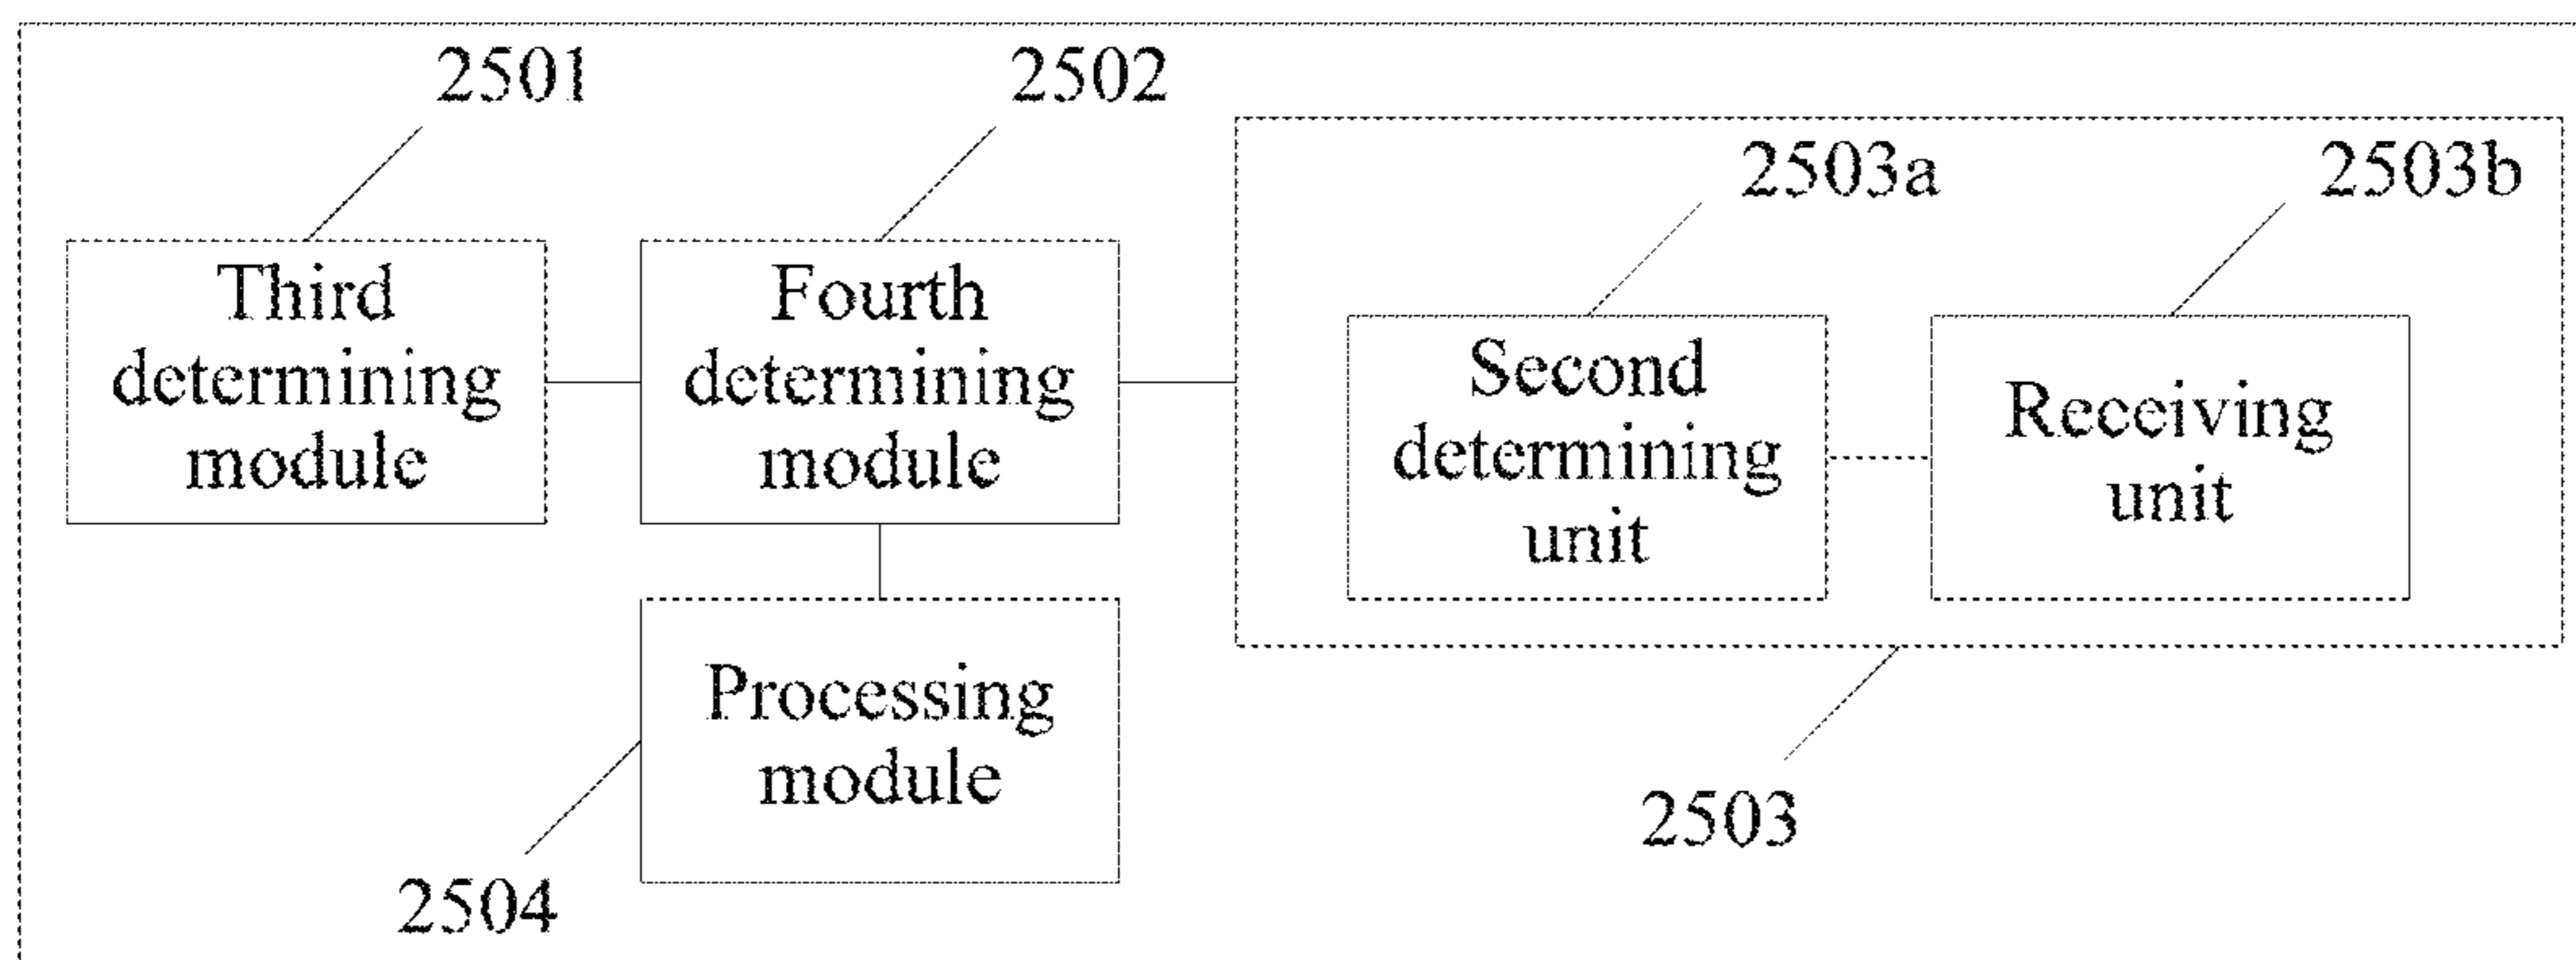 2501
2502
2503a
2503b
Third
determining
module
Fourth
determining
module
Second
determining
unit
Receiving
unit
Processing
module
2503
2504